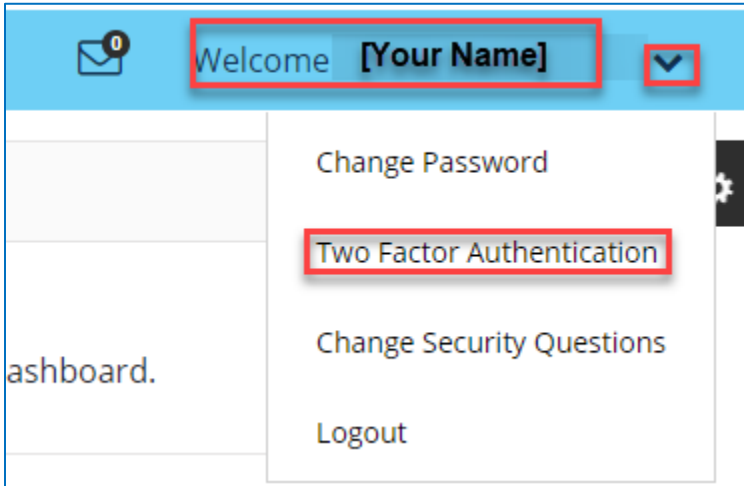 0
Welcome [Your Name]
Change Password
Two Factor Authentication
Change Security Questions
ashboard.
Logout